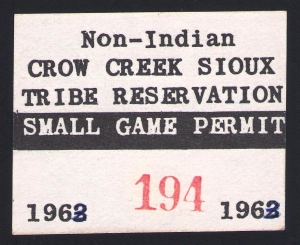 Non-Indian
CROW CREEK SIOUX
TRIBE RESERVATION
SMALL GAME PERMIT
194
1962 1962